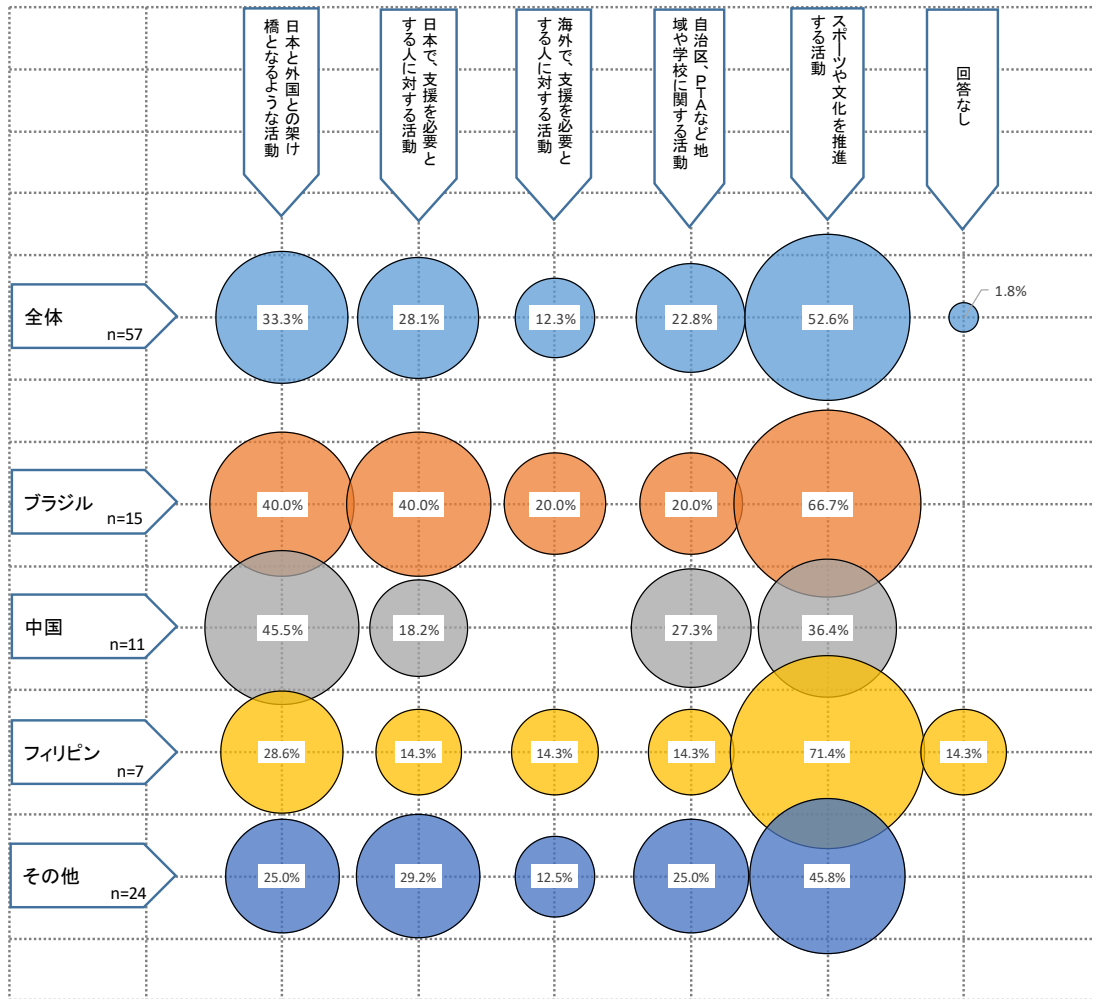 日本と外国との架け
橋となるような活動
日本で、支援を必要と
する人に対する活動
海外で、支援を必要と
する人に対する活動
自治区、PTAなど地
域や学校に関する活動
スポーツや文化を推進
する活動
回答なし
全体
n=57
33.3%
28.1%
12.3%
22.8%
52.6%
1.8%
ブラジル
n=15
40.0%
40.0%
20.0%
20.0%
66.7%
中国
n=11
45.5%
18.2%
27.3%
36.4%
フィリピン
n=7
28.6%
14.3%
14.3%
14.3%
71.4%
14.3%
その他
n=24
25.0%
29.2%
12.5%
25.0%
45.8%